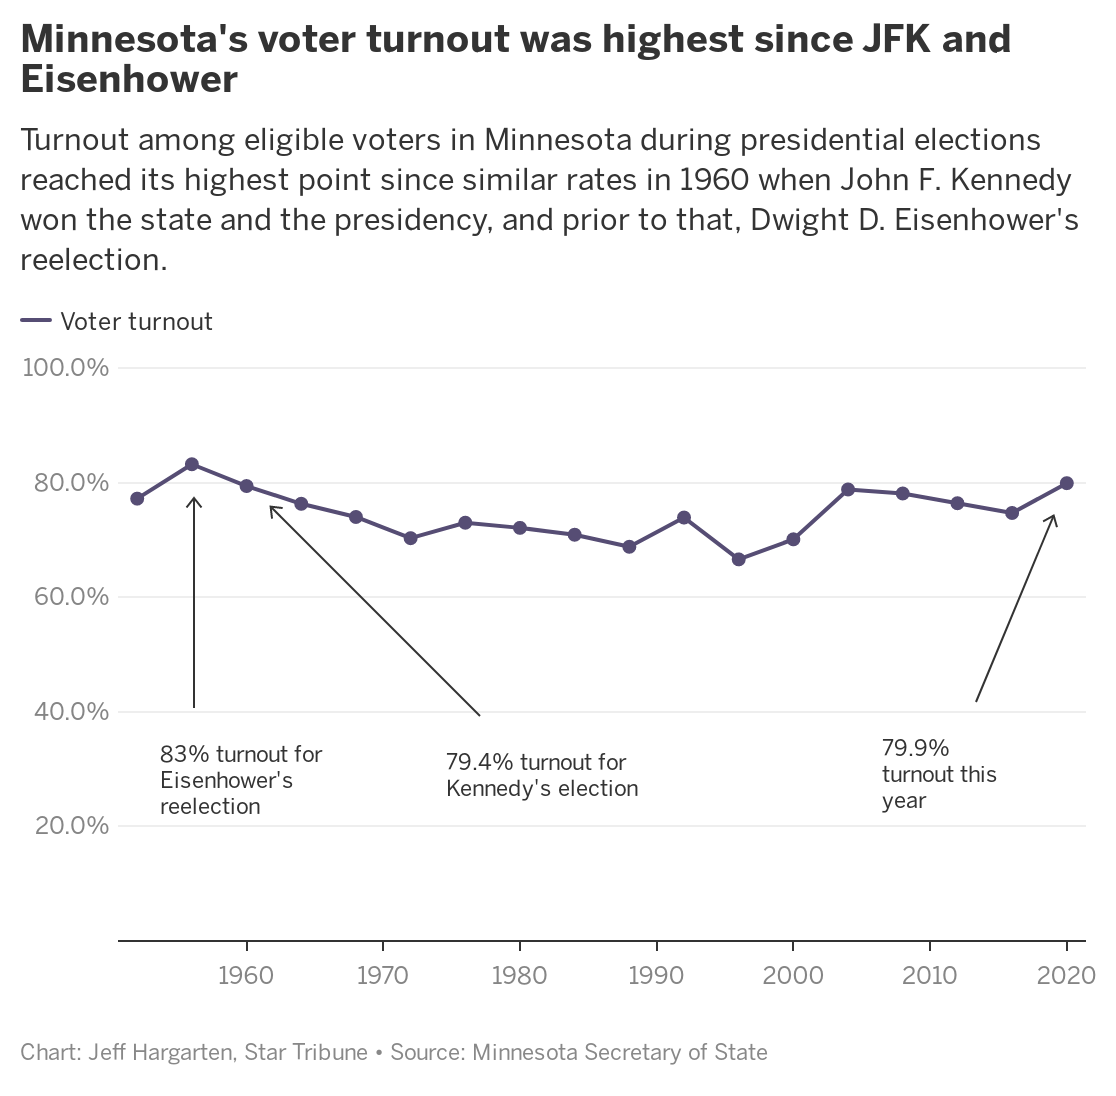 Minnesota's voter turnout was highest since JFK and
Eisenhower
Turnout among eligible voters in Minnesota during presidential elections
reached its highest point since similar rates in 1960 when John F. Kennedy
won the state and the presidency, and prior to that, Dwight D. Eisenhower's
reelection.
Voter turnout
100.0%
80.0%
60.0%
40.0%
20.0%
83% turnout for
Eisenhower's
reelection
79.4% turnout for
Kennedy's election
79.9%
turnout this
year
1960
1970
1980
1990
2000
2010
2020
Chart: Jeff Hargarten, Star Tribune • Source: Minnesota Secretary of State